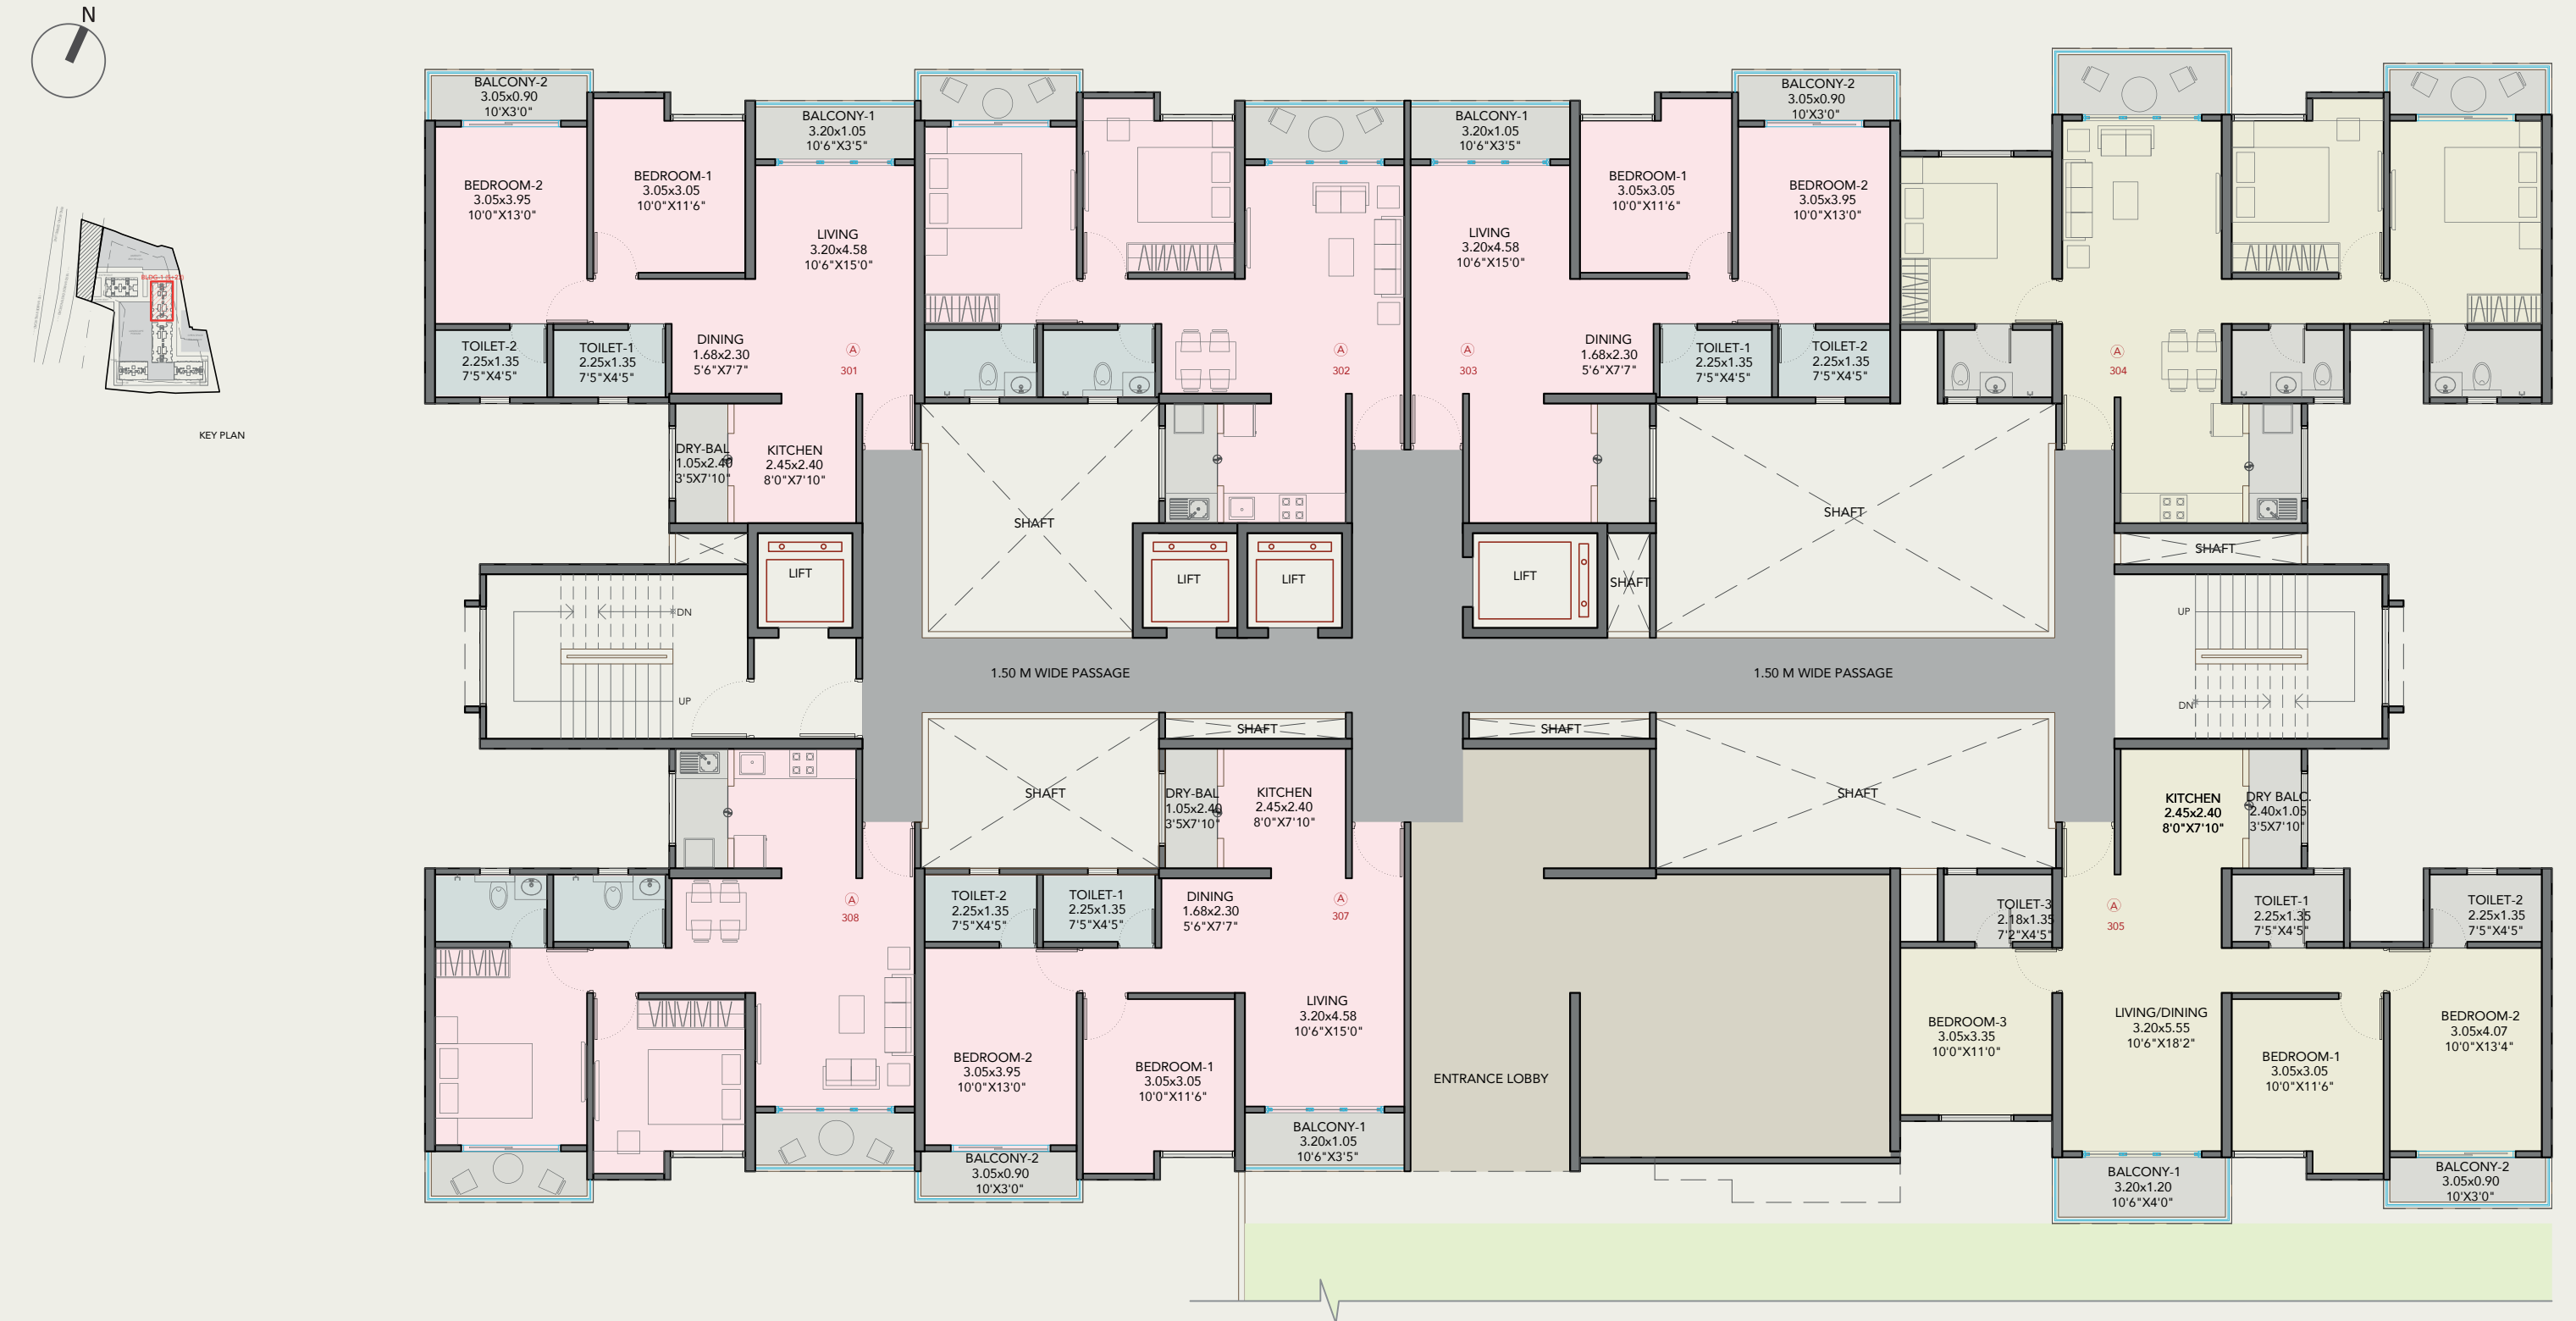 N
KEY PLAN
BALCONY-2
3.05x0.90
10'X3'0"
BEDROOM-2
3.05x3.95
10'0"X13'0"
BEDROOM-1
3.05x3.05
10'0"X11'6"
BALCONY-1
3.20x1.05
10'6"X3'5"
LIVING
3.20x4.58
10'6"X15'0"
TOILET-2
2.25x1.35
7'5"X4'5"
TOILET-1
2.25x1.35
7'5"X4'5"
DINING
1.68x2.30
5'6"X7'7"
A
301
DRY-BAL
1.05x2.40
3'5X7'10"
KITCHEN
2.45x2.40
8'0"X7'10"
A
302
BALCONY-1
3.20x1.05
10'6"X3'5"
LIVING
3.20x4.58
10'6"X15'0"
BEDROOM-1
3.05x3.05
10'0"X11'6"
BALCONY-2
3.05x0.90
10'X3'0"
BEDROOM-2
3.05x3.95
10'0"X13'0"
A
303
DINING
1.68x2.30
5'6"X7'7"
TOILET-1
2.25x1.35
7'5"X4'5"
TOILET-2
2.25x1.35
7'5"X4'5"
A
304
SHAFT
SHAFT
SHAFT
LIFT
LIFT
LIFT
LIFT
SHAFT
DN
UP
UP
DN
1.50 M WIDE PASSAGE
1.50 M WIDE PASSAGE
SHAFT
SHAFT
SHAFT
SHAFT
DRY-BAL
1.05x2.40
3'5X7'10"
KITCHEN
2.45x2.40
8'0"X7'10"
KITCHEN
2.45x2.40
8'0"X7'10"
DRY BALC.
2.40x1.05
3'5X7'10"
A
308
TOILET-2
2.25x1.35
7'5"X4'5"
TOILET-1
2.25x1.35
7'5"X4'5"
DINING
1.68x2.30
5'6"X7'7"
A
307
LIVING
3.20x4.58
10'6"X15'0"
BEDROOM-2
3.05x3.95
10'0"X13'0"
BEDROOM-1
3.05x3.05
10'0"X11'6"
BALCONY-1
3.20x1.05
10'6"X3'5"
BALCONY-2
3.05x0.90
10'X3'0"
ENTRANCE LOBBY
TOILET-3
2.18x1.35
7'2"X4'5"
A
305
TOILET-1
2.25x1.35
7'5"X4'5"
TOILET-2
2.25x1.35
7'5"X4'5"
BEDROOM-3
3.05x3.35
10'0"X11'0"
LIVING/DINING
3.20x5.55
10'6"X18'2"
BEDROOM-1
3.05x3.05
10'0"X11'6"
BEDROOM-2
3.05x4.07
10'0"X13'4"
BALCONY-1
3.20x1.20
10'6"X4'0"
BALCONY-2
3.05x0.90
10'X3'0"